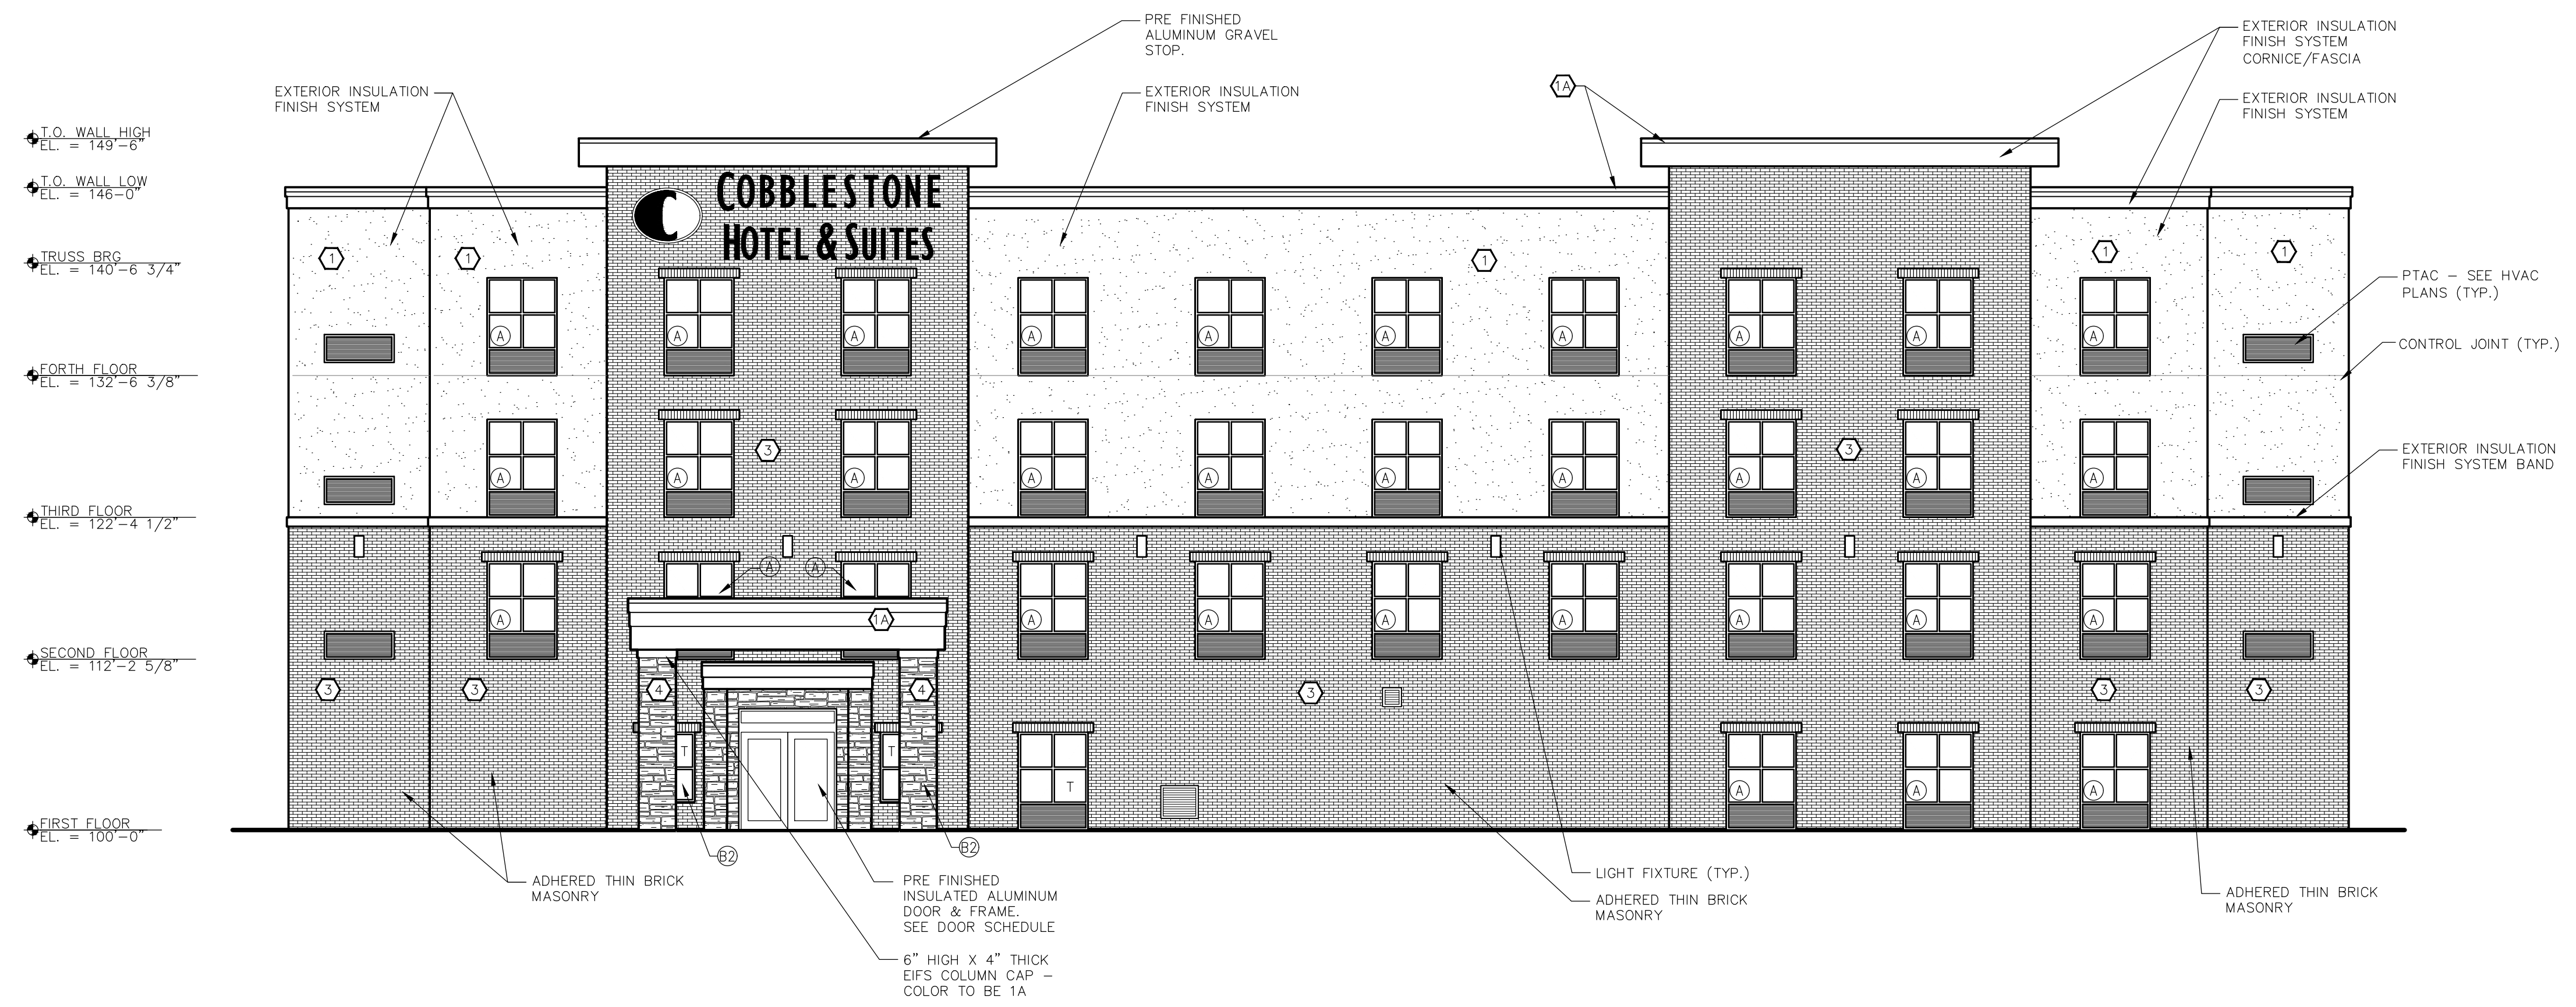 PRE FINISHED
ALUMINUM GRAVEL
STOP.
EXTERIOR INSULATION
FINISH SYSTEM
CORNICE/FASCIA
EXTERIOR INSULATION
FINISH SYSTEM
EXTERIOR INSULATION
FINISH SYSTEM
1A
EXTERIOR INSULATION
FINISH SYSTEM
T.O. WALL HIGH
EL. = 149'-6"
T.O. WALL LOW
EL. = 146-0"
COBBLESTONE
HOTEL & SUITES
C
TRUSS BRG
EL. = 140'-6 3/4"
1
1
1
1
1
PTAC – SEE HVAC
PLANS (TYP.)
A
A
A
A
A
A
A
A
A
A
CONTROL JOINT (TYP.)
FORTH FLOOR
EL. = 132'-6 3/8"
3
3
EXTERIOR INSULATION
FINISH SYSTEM BAND
A
A
A
A
A
A
A
A
A
A
THIRD FLOOR
EL. = 122'-4 1/2"
A
A
1A
A
A
A
A
A
A
A
A
SECOND FLOOR
EL. = 112'-2 5/8"
3
3
4
4
3
3
3
T
T
T
A
A
A
FIRST FLOOR
EL. = 100'-0"
B2
B2
ADHERED THIN BRICK
MASONRY
PRE FINISHED
INSULATED ALUMINUM
DOOR & FRAME.
SEE DOOR SCHEDULE
6" HIGH X 4" THICK
EIFS COLUMN CAP –
COLOR TO BE 1A
LIGHT FIXTURE (TYP.)
ADHERED THIN BRICK
MASONRY
ADHERED THIN BRICK
MASONRY